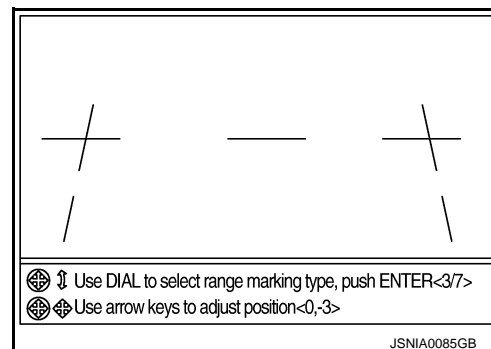 Use DIAL to select range marking type, push ENTER<3/7>
Use arrow keys to adjust position<0,-3>
JSNIA0085GB